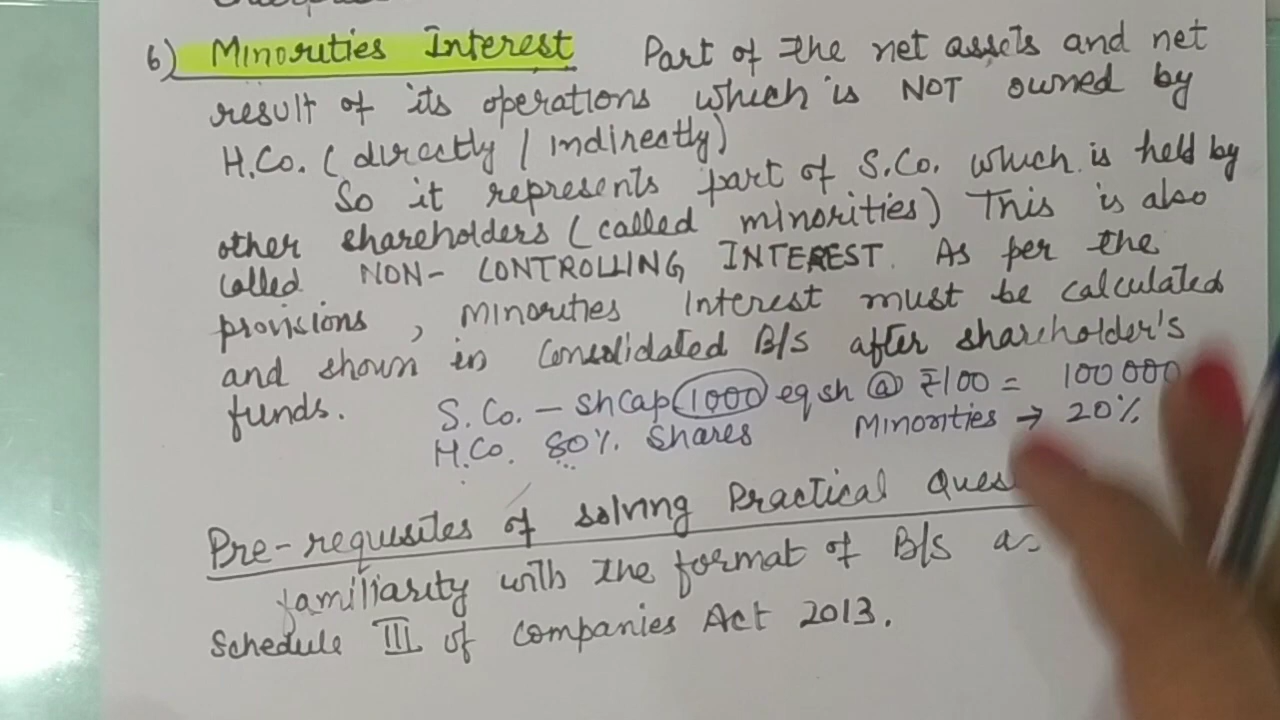 6) Minorities Interest Part of the net assets and net
result of its operations which is NOT owned by
H.Co. (directly / indirectly)
So it represents part of S.Co. which is held by
other shareholders (called minorities) This is also
called NON-CONTROLLING INTEREST. As per the
provisions, Minorities Interest must be calculated
and shown in Consolidated B/S after shareholder's
funds.
S.Co. - shcap 1000 eq sh @ ₹100 = 100000
H.Co. 80% shares Minorities → 20%
Pre-requsites of solving Practical
familiarity with the format of B/S
Schedule III of Companies Act 2013.